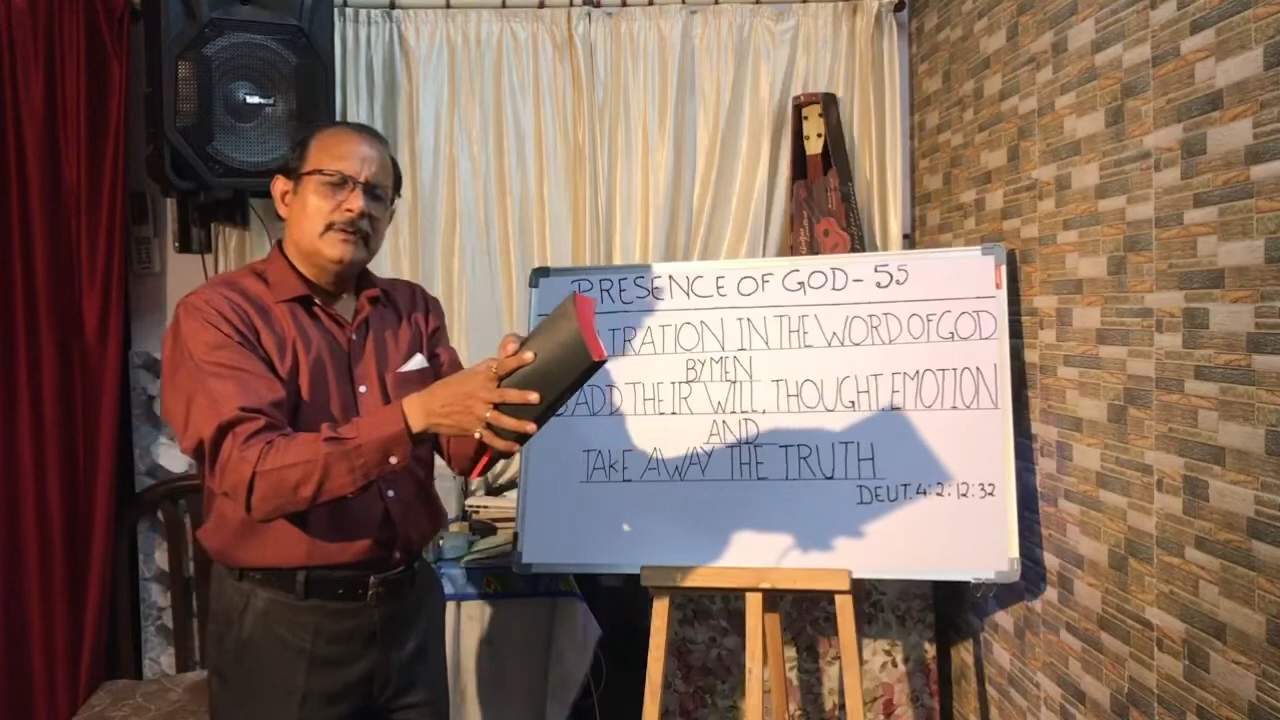 PRESENCE OF GOD - 55
TRATION IN THE WORD OF GOD
BY MEN
ADD THEIR WILL, THOUGHT, EMOTION
AND
TAKE AWAY THE TRUTH
DEUT. 4:2:12:32